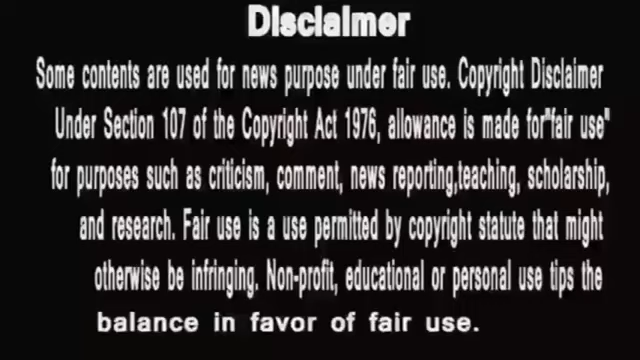 Disclaimer
Some contents are used for news purpose under fair use. Copyright Disclaimer
Under Section 107 of the Copyright Act 1976, allowance is made for"fair use"
for purposes such as criticism, comment, news reporting,teaching, scholarship,
and research. Fair use is a use permitted by copyright statute that might
otherwise be infringing. Non-profit, educational or personal use tips the
balance in favor of fair use.